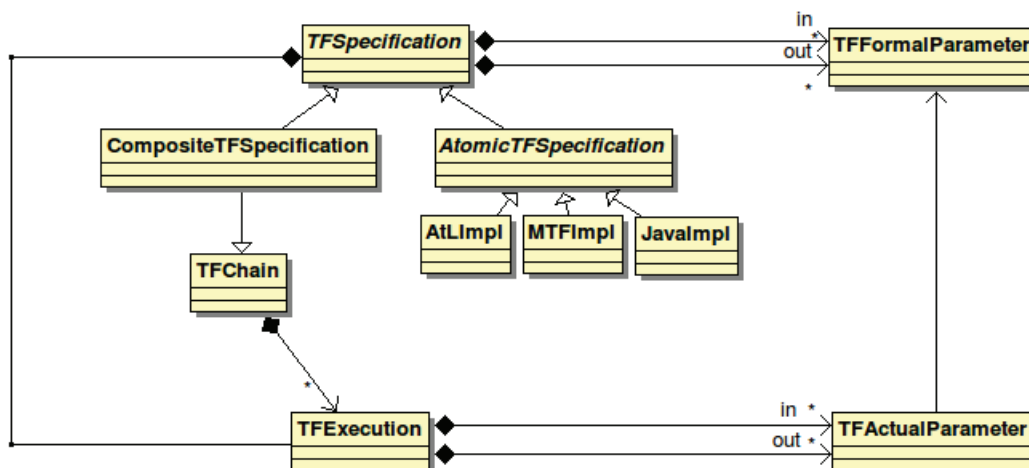 in
TFSpecification
*
TFFormalParameter
out
*
CompositeTFSpecification
AtomicTFSpecification
AtLImpl
MTFImpl
JavaImpl
TFChain
*
in *
TFExecution
TFActualParameter
out *